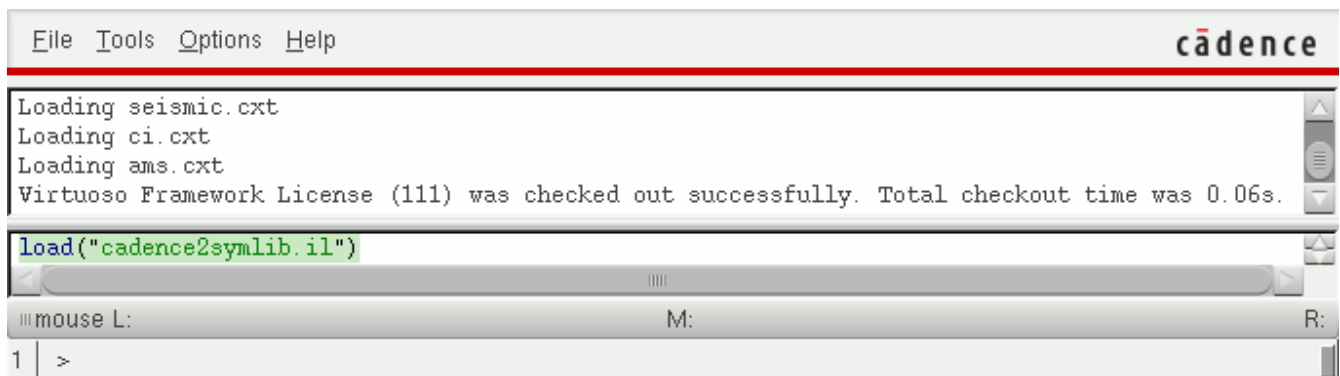 File Tools Options Help cādence
Loading seismic.cxt
Loading ci.cxt
Loading ams.cxt
Virtuoso Framework License (111) was checked out successfully. Total checkout time was 0.06s.
load("cadence2symlib.il")
mouse L: M: R:
1 >